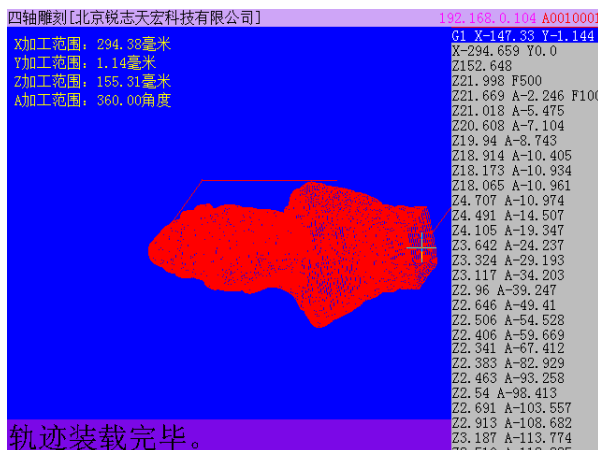 四轴雕刻[北京锐志天宏科技有限公司] 192.168.0.104 A0010001
X加工范围: 294.38毫米
Y加工范围: 1.14毫米
Z加工范围: 155.31毫米
A加工范围: 360.00角度
G1 X-147.33 Y-1.144
X-294.659 Y0.0
Z152.648
Z21.998 F500
Z21.669 A-2.246 F100
Z21.018 A-5.475
Z20.608 A-7.104
Z19.94 A-8.743
Z18.914 A-10.405
Z18.173 A-10.934
Z18.065 A-10.961
Z4.707 A-10.974
Z4.491 A-14.507
Z4.105 A-19.347
Z3.642 A-24.237
Z3.324 A-29.193
Z3.117 A-34.203
Z2.96 A-39.247
Z2.646 A-49.41
Z2.506 A-54.528
Z2.406 A-59.669
Z2.341 A-67.412
Z2.383 A-82.929
Z2.463 A-93.258
Z2.54 A-98.413
Z2.691 A-103.557
Z2.913 A-108.682
Z3.187 A-113.774
轨迹装载完毕。